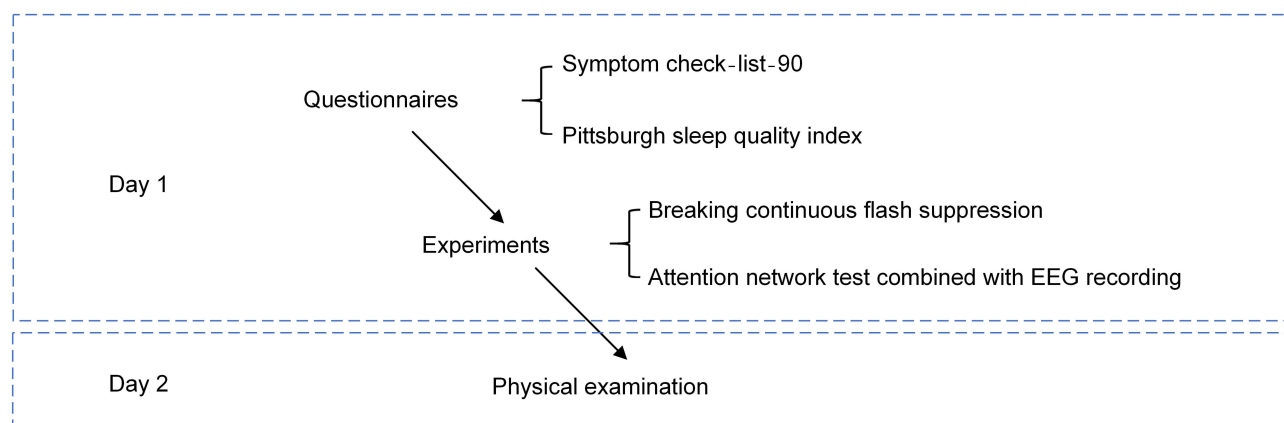 Symptom check-list-90
Questionnaires
Pittsburgh sleep quality index
Day 1
Breaking continuous flash suppression
Experiments
Attention network test combined with EEG recording
Day 2
Physical examination